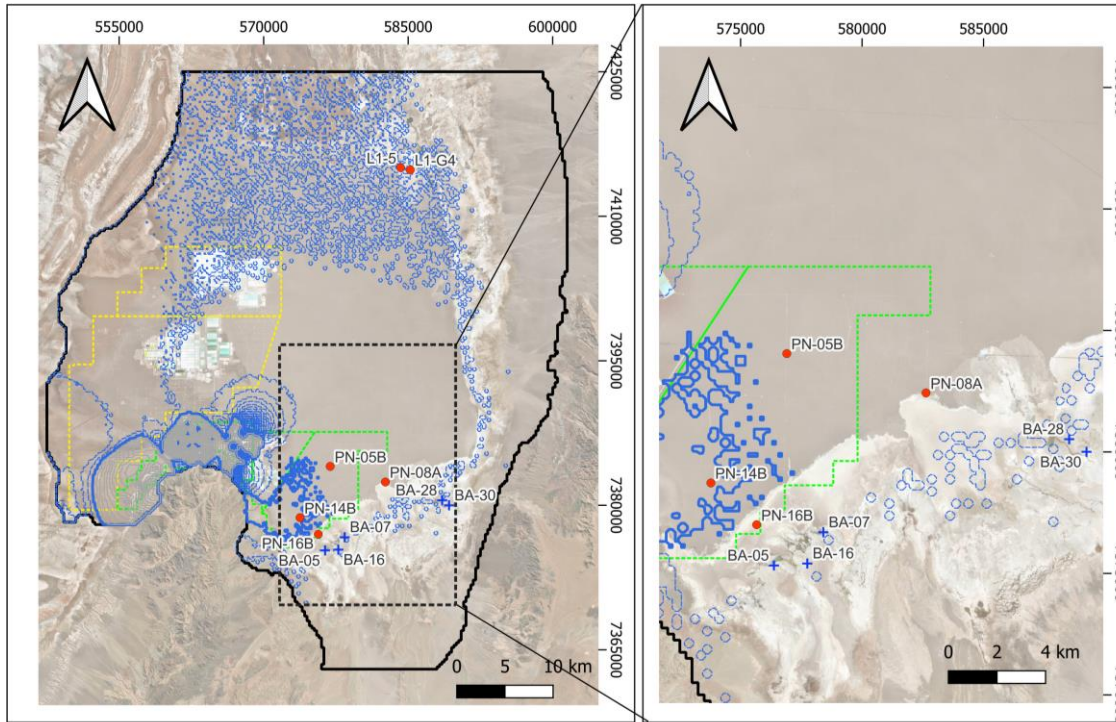 555000 570000 585000 600000
7425000
7410000
7395000
7380000
7365000
L1-5 L1-G4
PN-05B
PN-08A
BA-28 BA-30
PN-14B
BA-07
PN-16B
BA-05 BA-16
0 5 10 km
575000 580000 585000
PN-05B
PN-08A
BA-28
BA-30
PN-14B
PN-16B BA-07
BA-05 BA-16
0 2 4 km